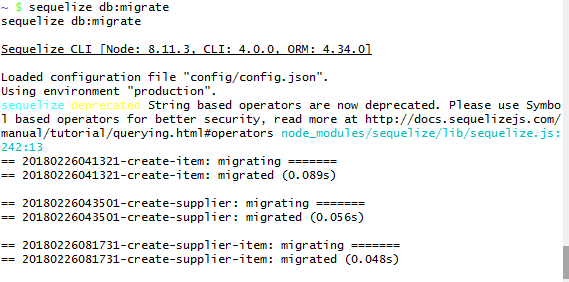 ~ $ sequelize db:migrate
sequelize db:migrate
Sequelize CLI [Node: 8.11.3, CLI: 4.0.0, ORM: 4.34.0]
Loaded configuration file "config/config.json".
Using environment "production".
sequelize deprecated String based operators are now deprecated. Please use Symbo
l based operators for better security, read more at http://docs.sequelizejs.com/
manual/tutorial/querying.html#operators node_modules/sequelize/lib/sequelize.js:
242:13
== 20180226041321-create-item: migrating =======
== 20180226041321-create-item: migrated (0.089s)
== 20180226043501-create-supplier: migrating =======
== 20180226043501-create-supplier: migrated (0.056s)
== 20180226081731-create-supplier-item: migrating =======
== 20180226081731-create-supplier-item: migrated (0.048s)